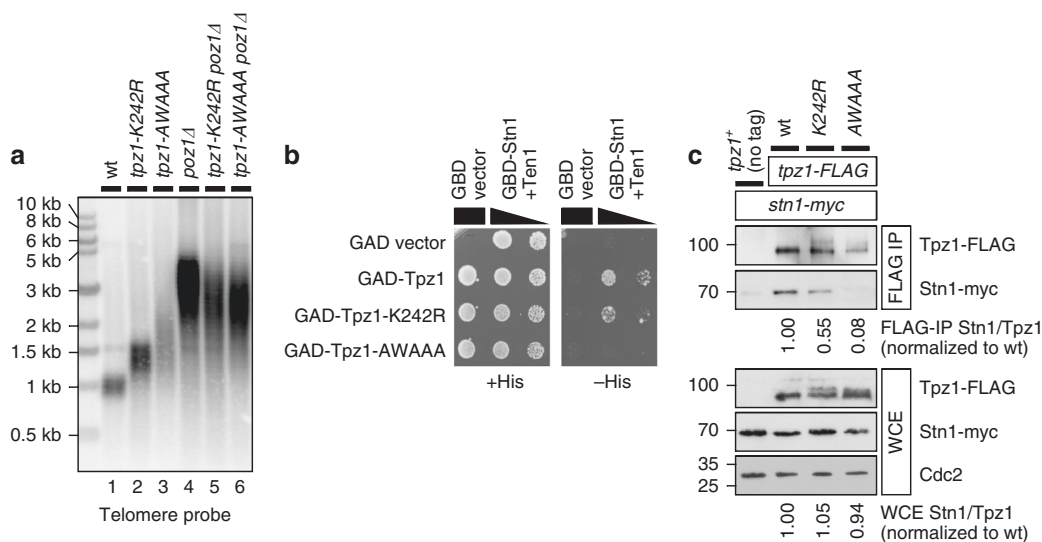 a
wt
tpz1-K242R
tpz1-AWAAA
poz1Δ
tpz1-K242R poz1Δ
tpz1-AWAAA poz1Δ
10 kb
8 kb
6 kb
5 kb
3 kb
2 kb
1.5 kb
1 kb
0.5 kb
1 2 3 4 5 6
Telomere probe
b
GBD
vector
GBD-Stn1
+Ten1
GBD
vector
GBD-Stn1
+Ten1
GAD vector
GAD-Tpz1
GAD-Tpz1-K242R
GAD-Tpz1-AWAAA
+His
–His
c
tpz1+
(no tag)
wt
K242R
AWAAA
tpz1-FLAG
stn1-myc
100
Tpz1-FLAG
70
Stn1-myc
FLAG IP
1.00
0.55
0.08
FLAG-IP Stn1/Tpz1
(normalized to wt)
100
Tpz1-FLAG
70
Stn1-myc
35
25
Cdc2
WCE
1.00
1.05
0.94
WCE Stn1/Tpz1
(normalized to wt)